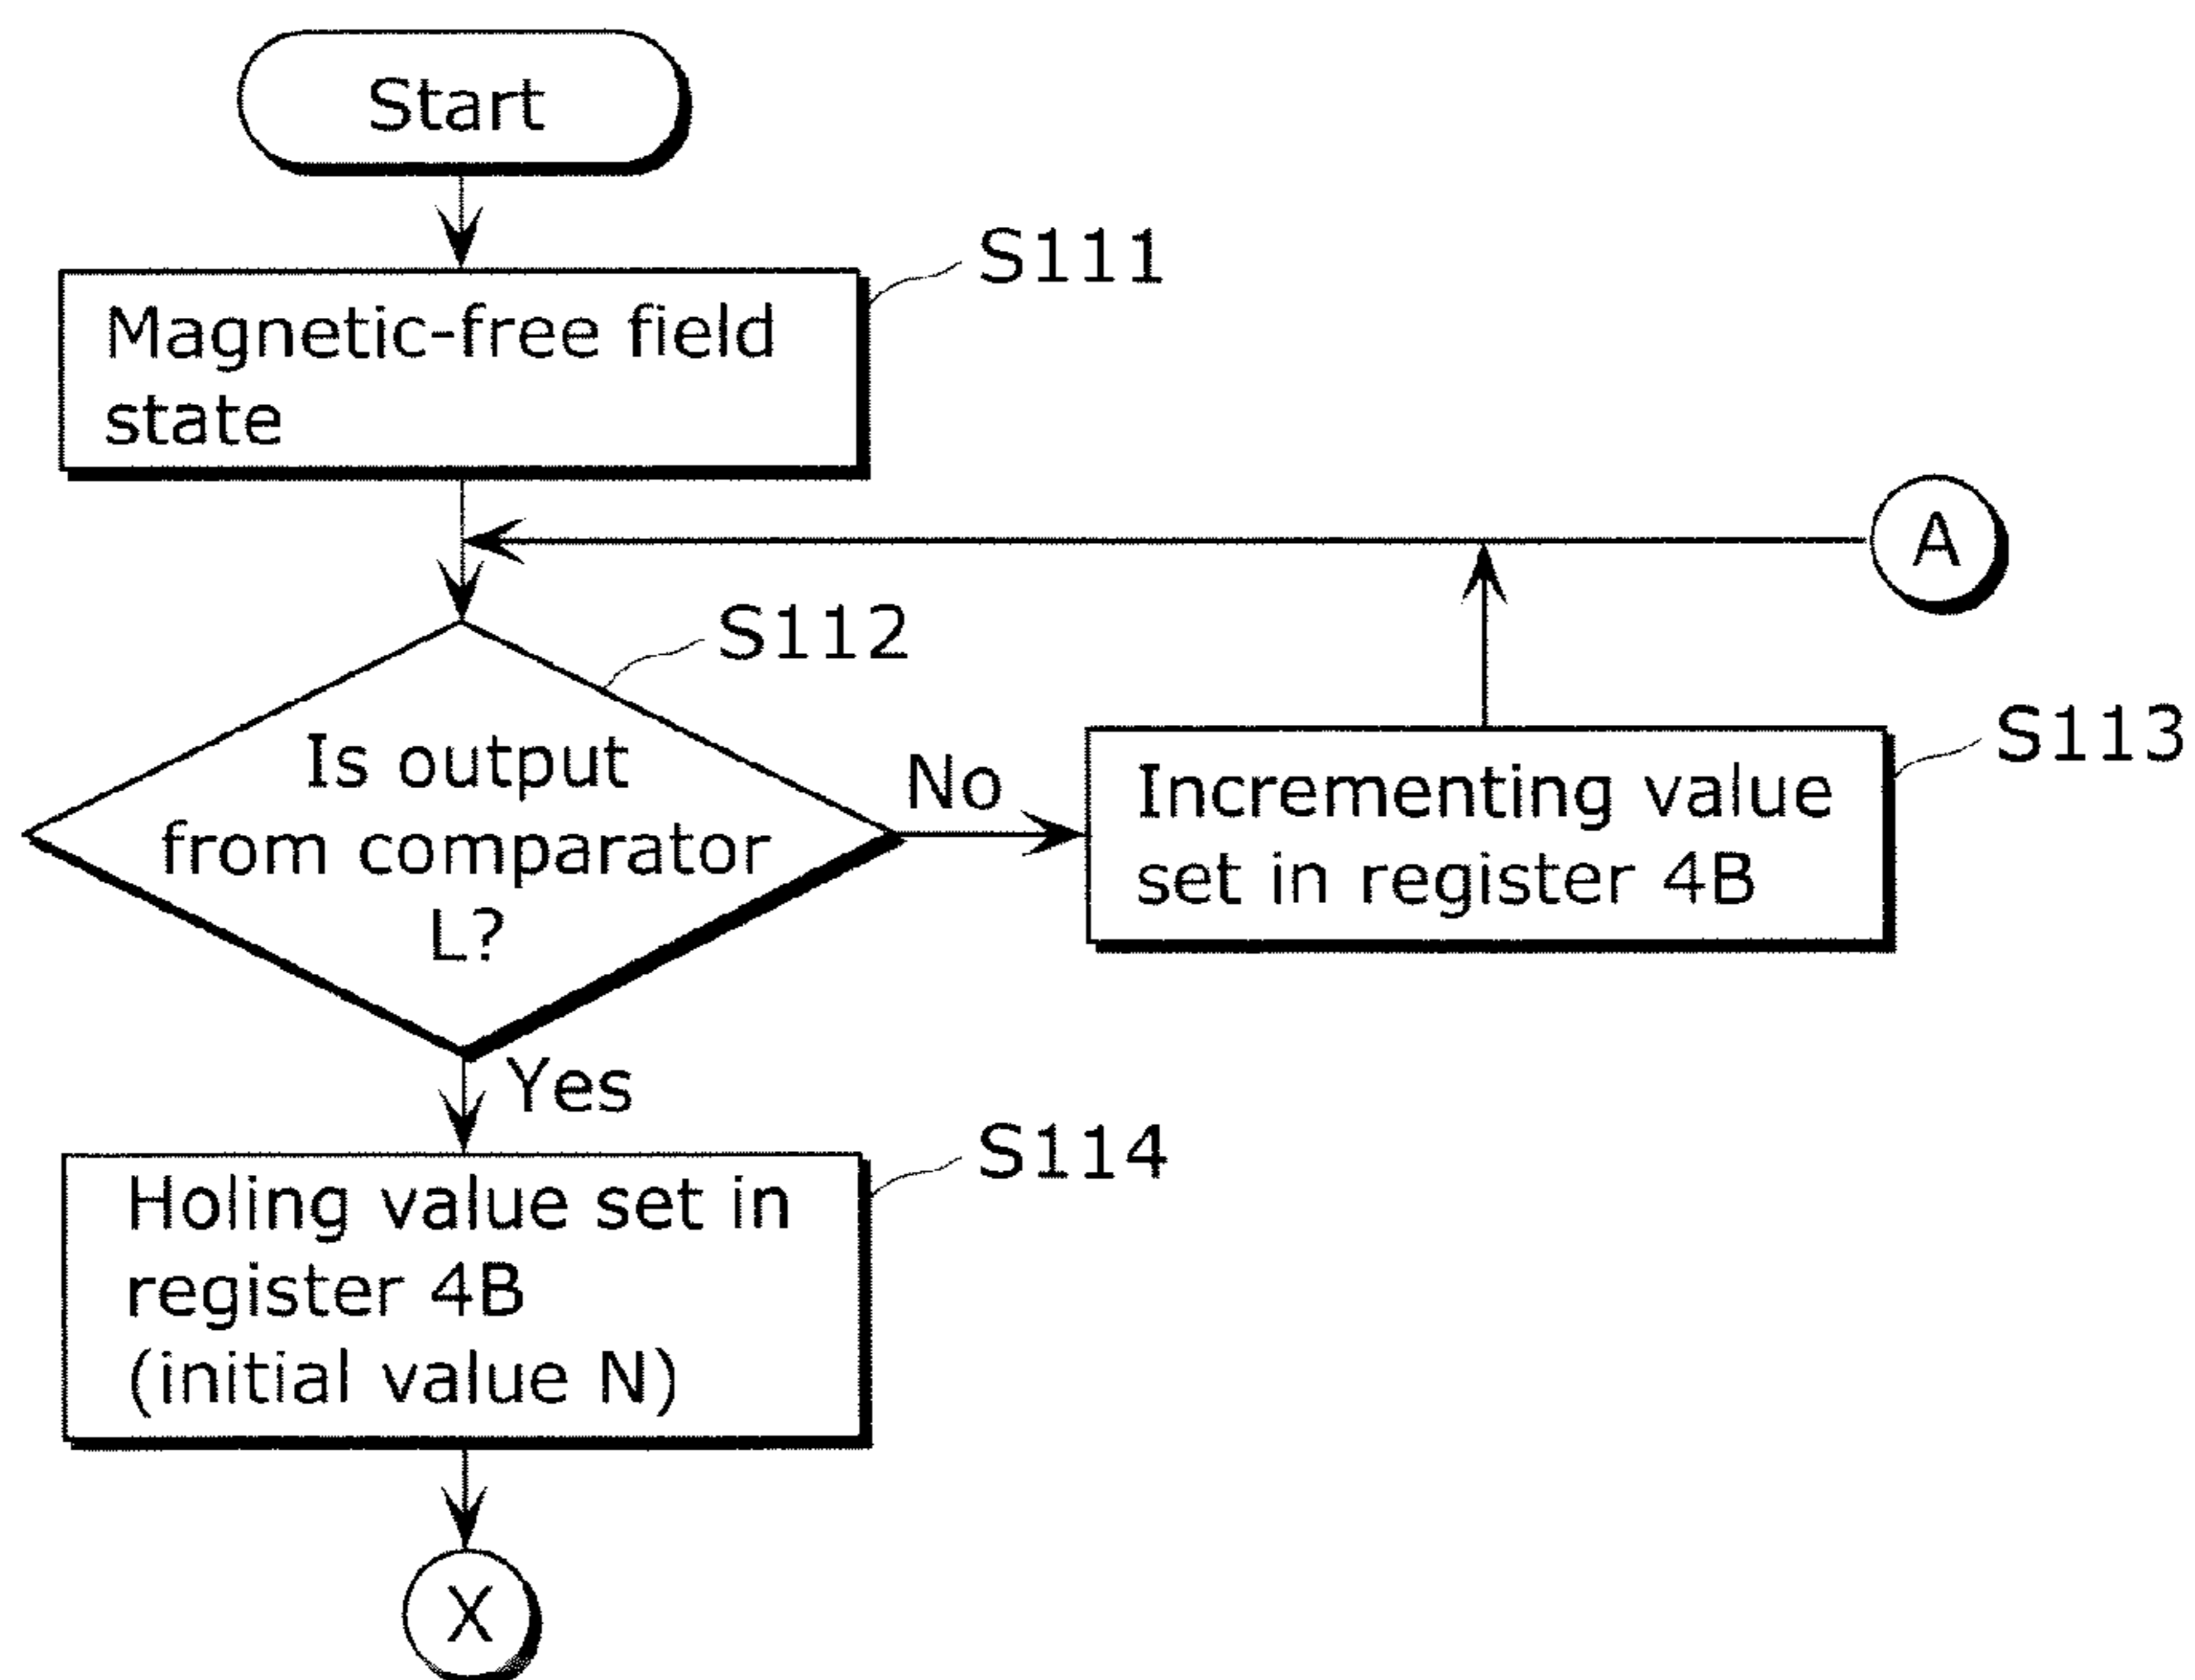 Start
S111
Magnetic-free field
state
A
S112
Is output
from comparator
L?
No
S113
Incrementing value
set in register 4B
Yes
S114
Holing value set in
register 4B
(initial value N)
X